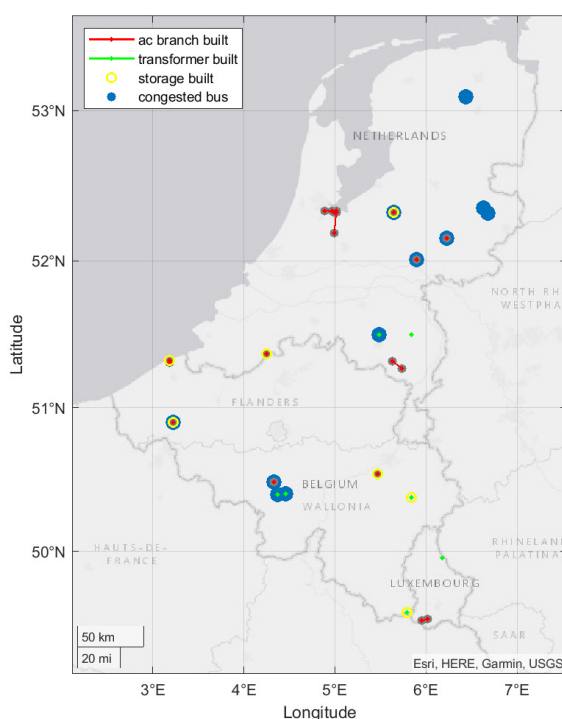 ac branch built
transformer built
storage built
congested bus
53°N
52°N
51°N
50°N
Latitude
NETHERLANDS
NORTH RH
WESTPHA
FLANDERS
BELGIUM
WALLONIA
HAUTS-DE-
FRANCE
RHINELAN
PALATINA
LUXEMBOURG
SAAR
50 km
20 mi
Esri, HERE, Garmin, USGS
3°E
4°E
5°E
6°E
7°E
Longitude